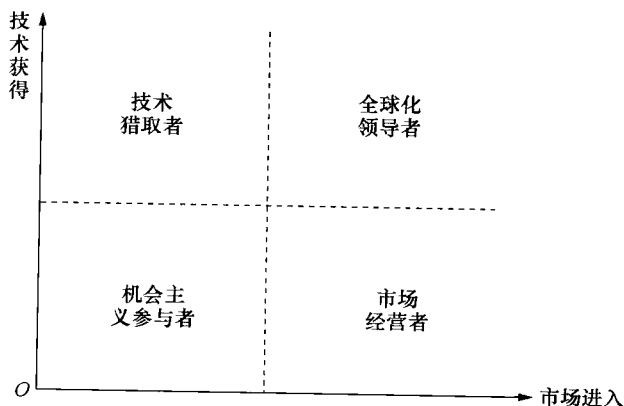 技
术
获
得
技术
猎取者
全球化
领导者
机会主
义参与者
市场
经营者
O
市场进入